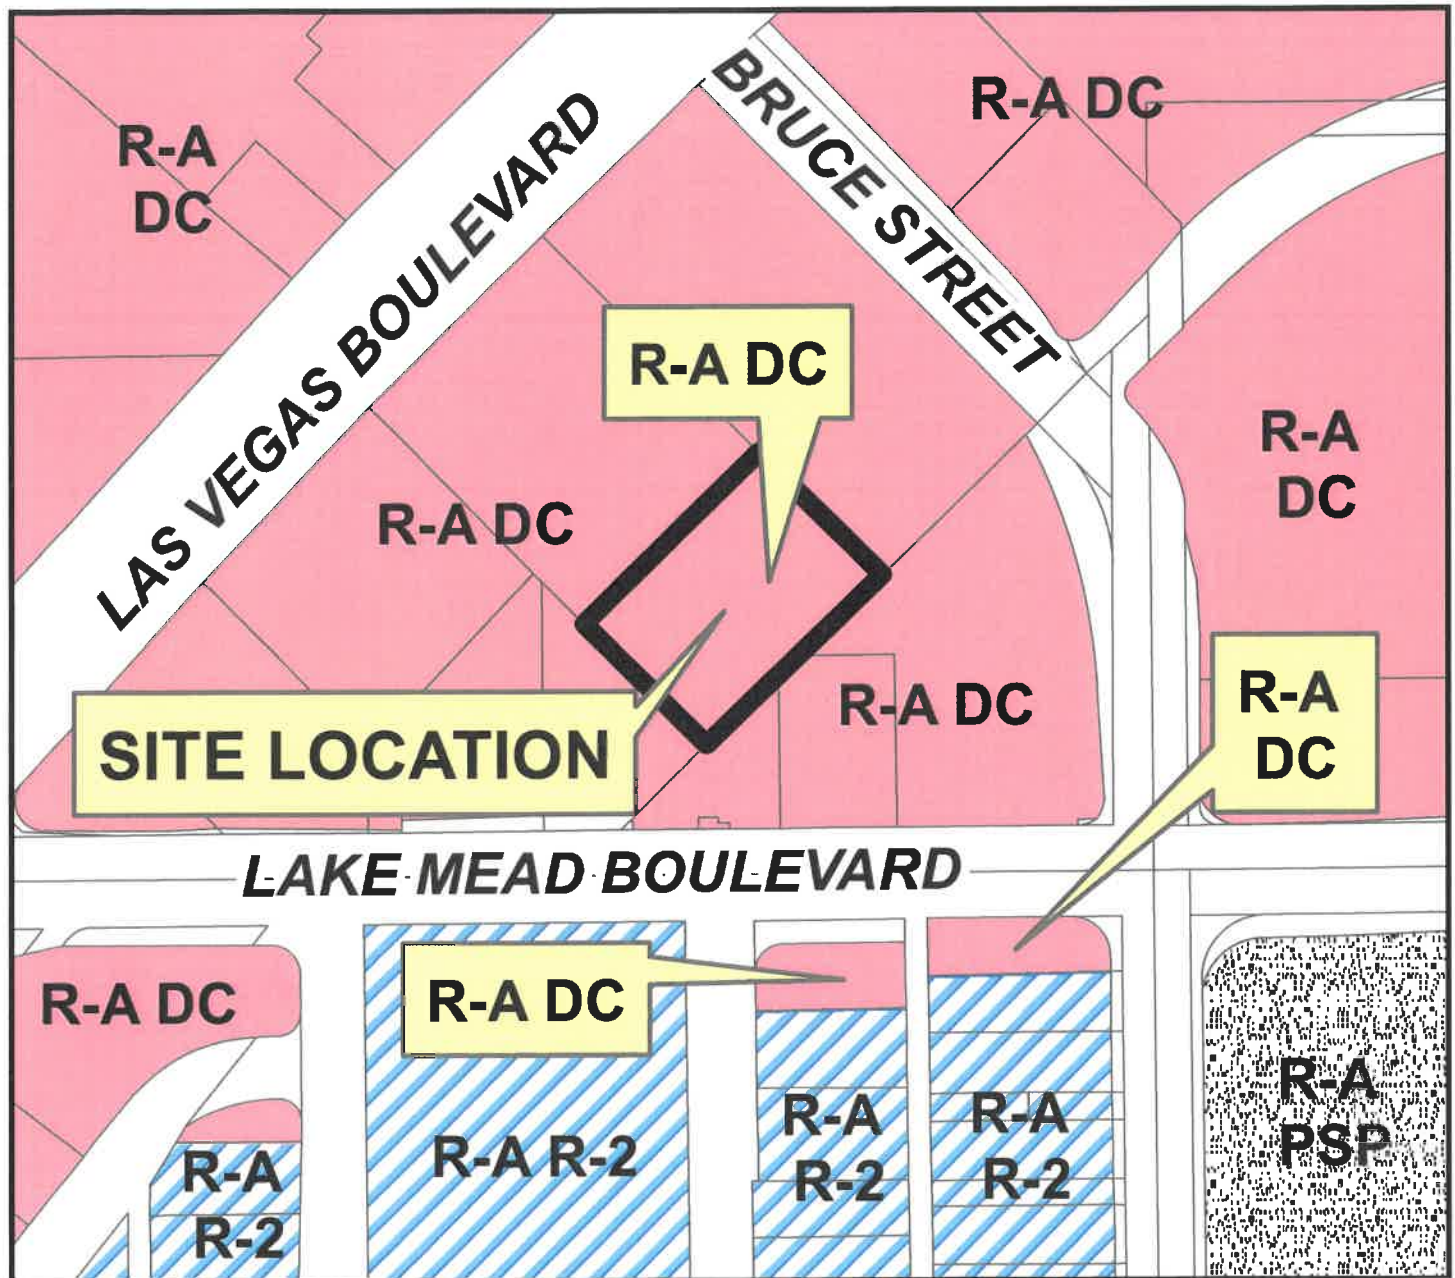 BRUCE STREET
R-A DC
R-A
DC
LAS VEGAS BOULEVARD
R-A DC
R-A
DC
R-A DC
R-A DC
R-A
DC
SITE LOCATION
LAKE MEAD BOULEVARD
R-A DC
R-A DC
R-A
PSP
R-A
R-2
R-A
R-2
R-A R-2
R-A
R-2